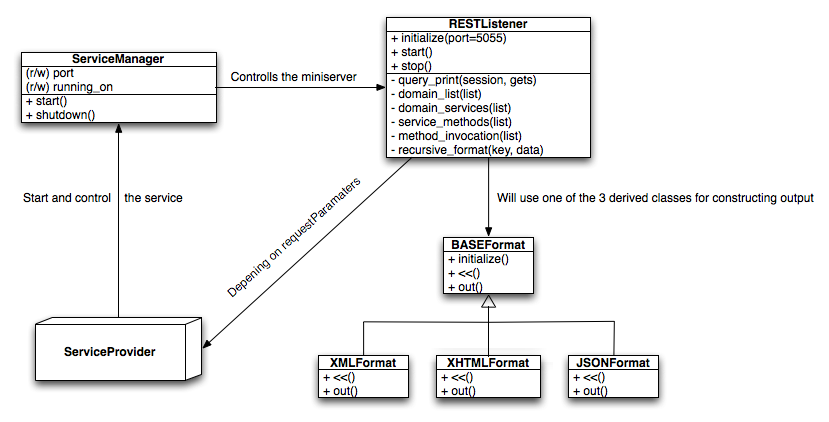 RESTListener
+ initialize(port=5055)
+ start()
+ stop()
- query_print(session, gets)
- domain_list(list)
- domain_services(list)
- service_methods(list)
- method_invocation(list)
- recursive_format(key, data)
ServiceManager
(r/w) port
(r/w) running_on
+ start()
+ shutdown()
Controlls the miniserver
Start and control the service
Depening on requestParamaters
Will use one of the 3 derived classes for constructing output
BASEFormat
+ initialize()
+ <<()
+ out()
ServiceProvider
XMLFormat
+ <<()
+ out()
XHTMLFormat
+ <<()
+ out()
JSONFormat
+ <<()
+ out()